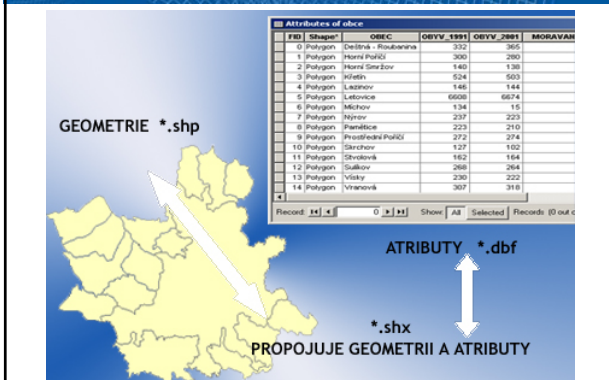 Attributes of obce
FID Shape* OBEC OBYV_1991 OBYV_2001 MORAVAN
0 Polygon Deštná - Roubanina 332 365
1 Polygon Horní Poříčí 300 280
2 Polygon Horní Smržov 140 138
3 Polygon Křetín 524 503
4 Polygon Lazinov 146 144
5 Polygon Letovice 6608 6674
6 Polygon Míchov 134 15
7 Polygon Nýrov 237 223
8 Polygon Pamětice 223 210
9 Polygon Prostřední Poříčí 272 274
10 Polygon Skrchov 127 102
11 Polygon Stvolová 162 164
12 Polygon Sulíkov 268 264
13 Polygon Vísky 230 222
14 Polygon Vranová 307 318
Record: 0 Show: All Selected Records (0 out
GEOMETRIE *.shp
ATRIBUTY *.dbf
*.shx
PROPOJUJE GEOMETRII A ATRIBUTY